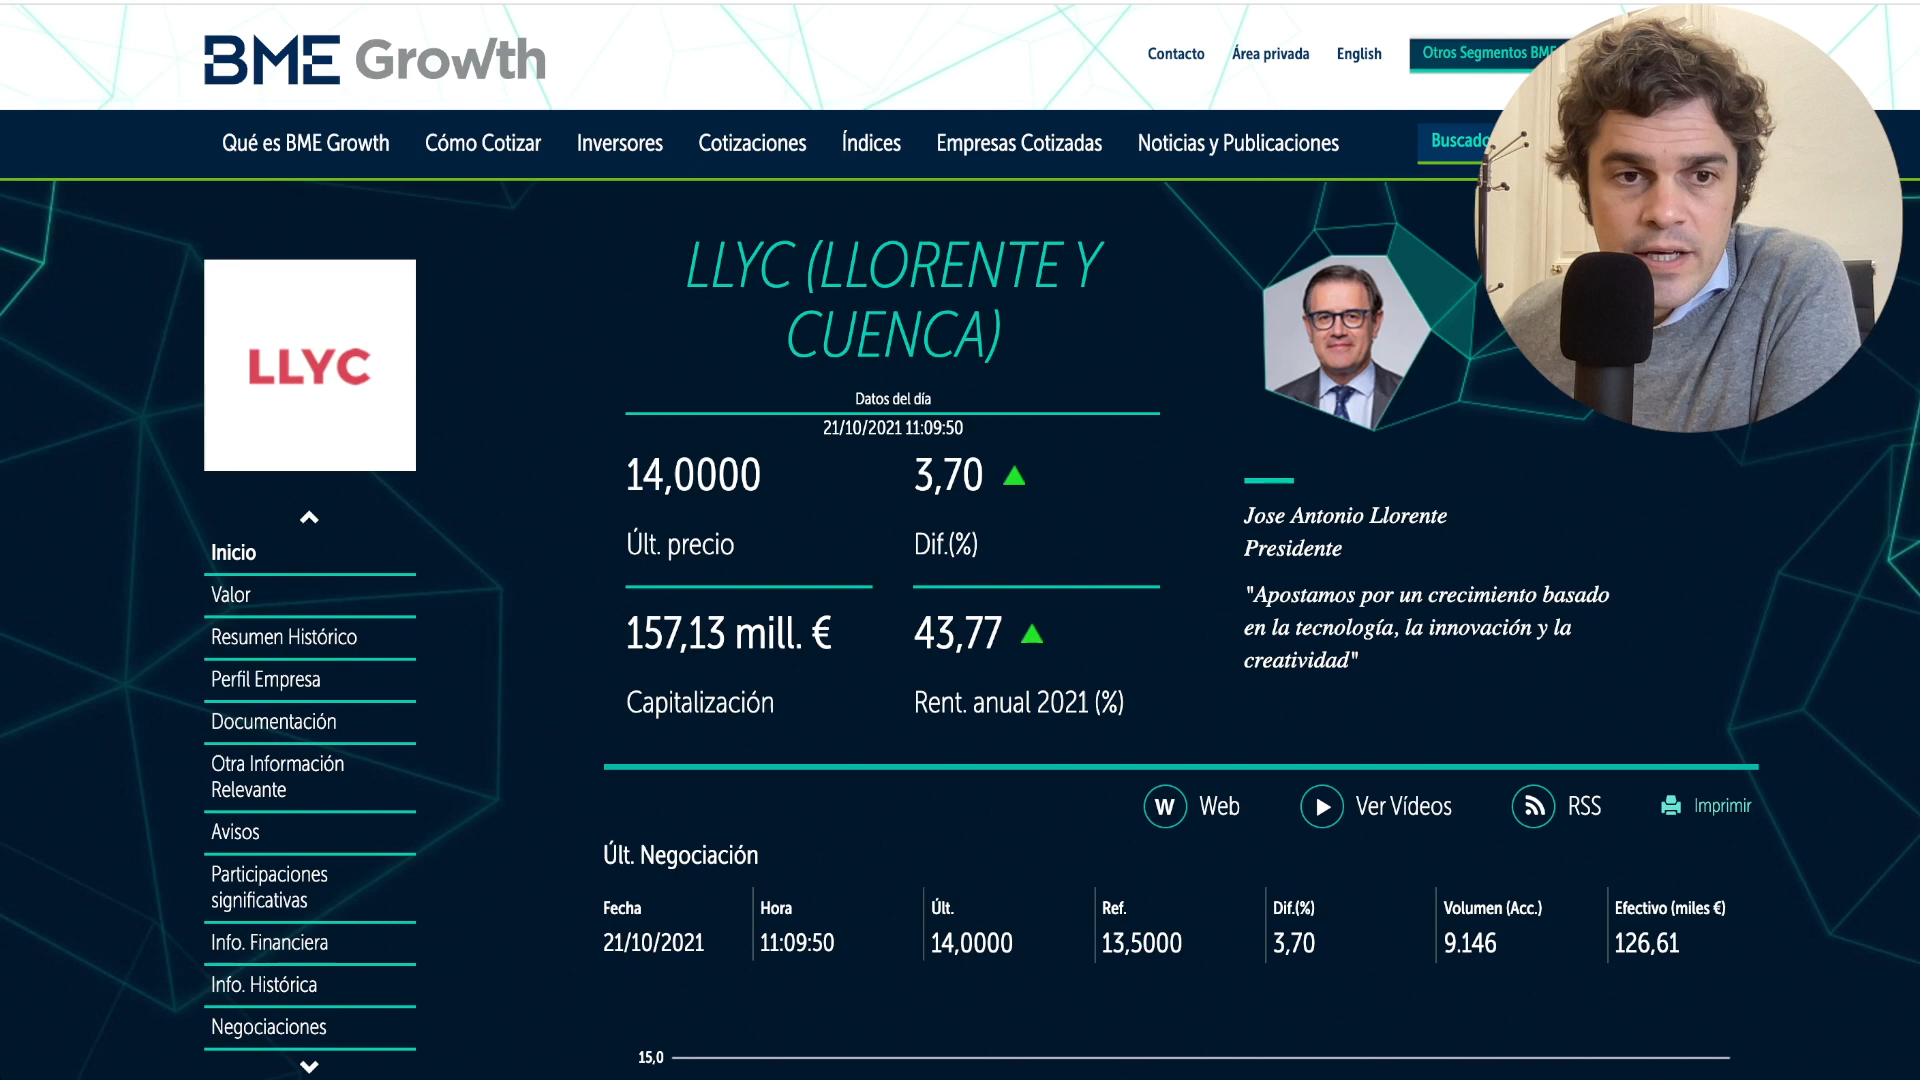 BME Growth
Contacto
Área privada
English
Otros Segmentos BME
Qué es BME Growth
Cómo Cotizar
Inversores
Cotizaciones
Índices
Empresas Cotizadas
Noticias y Publicaciones
Buscado
LLYC
Inicio
Valor
Resumen Histórico
Perfil Empresa
Documentación
Otra Información
Relevante
Avisos
Participaciones
significativas
Info. Financiera
Info. Histórica
Negociaciones
LLYC (LLORENTE Y
CUENCA)
Datos del día
21/10/2021 11:09:50
14,0000
3,70
Últ. precio
Dif.(%)
157,13 mill. €
43,77
Capitalización
Rent. anual 2021 (%)
Jose Antonio Llorente
Presidente
"Apostamos por un crecimiento basado
en la tecnología, la innovación y la
creatividad"
W Web
Ver Vídeos
RSS
Imprimir
Últ. Negociación
Fecha Hora Últ. Ref. Dif.(%) Volumen (Acc.) Efectivo (miles €)
21/10/2021 11:09:50 14,0000 13,5000 3,70 9.146 126,61
15,0